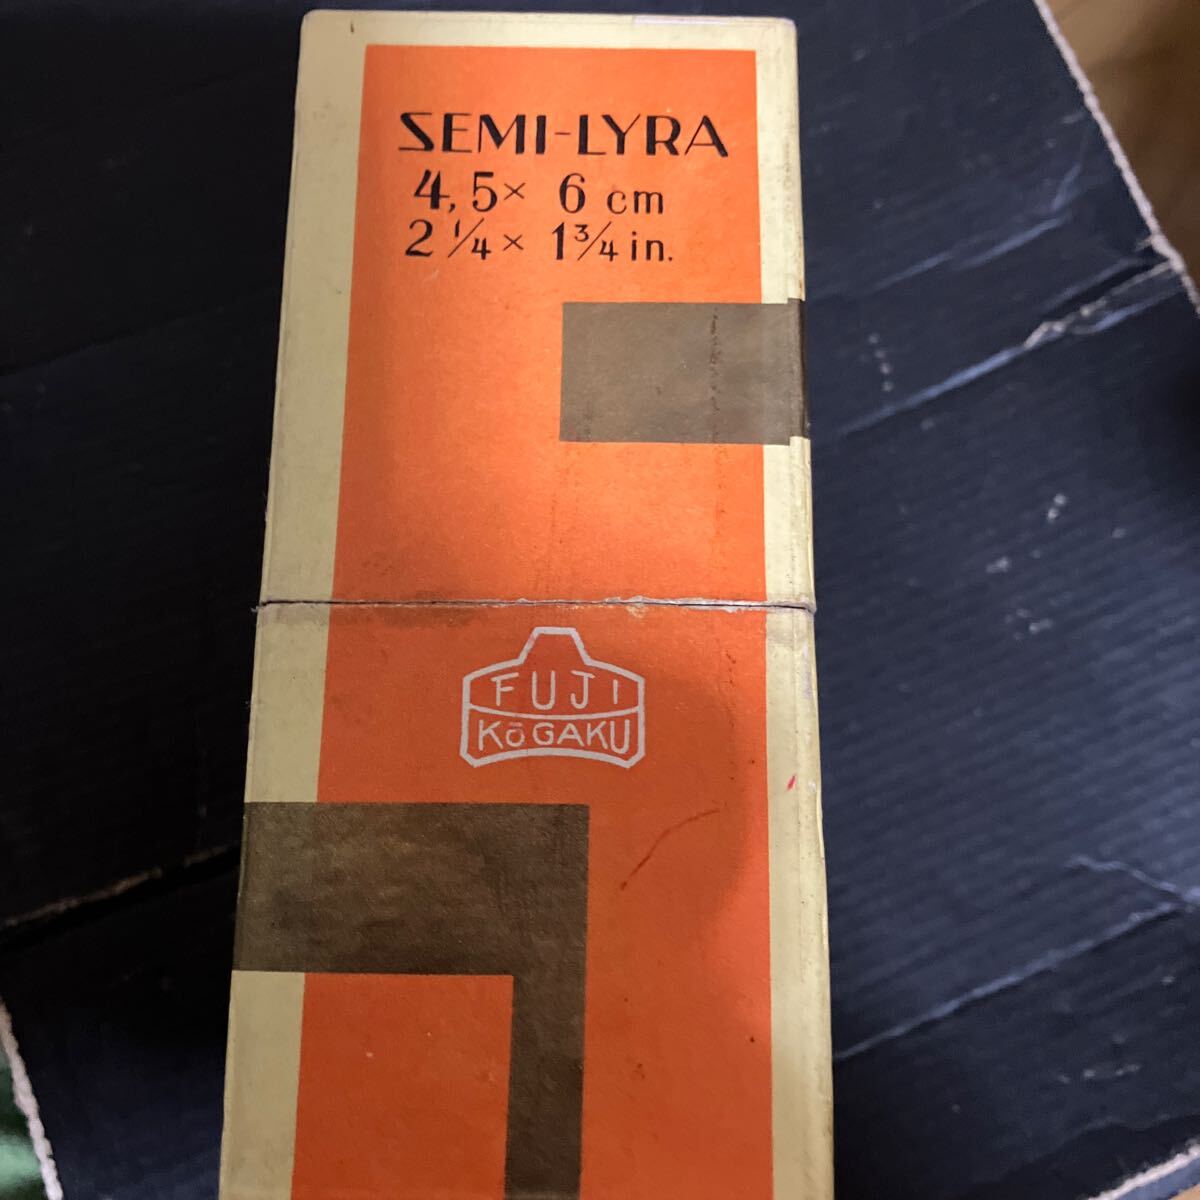 SEMI-LYRA
4,5× 6 cm
2 1/4 × 1 3/4 in.
FUJI
KōGAKU